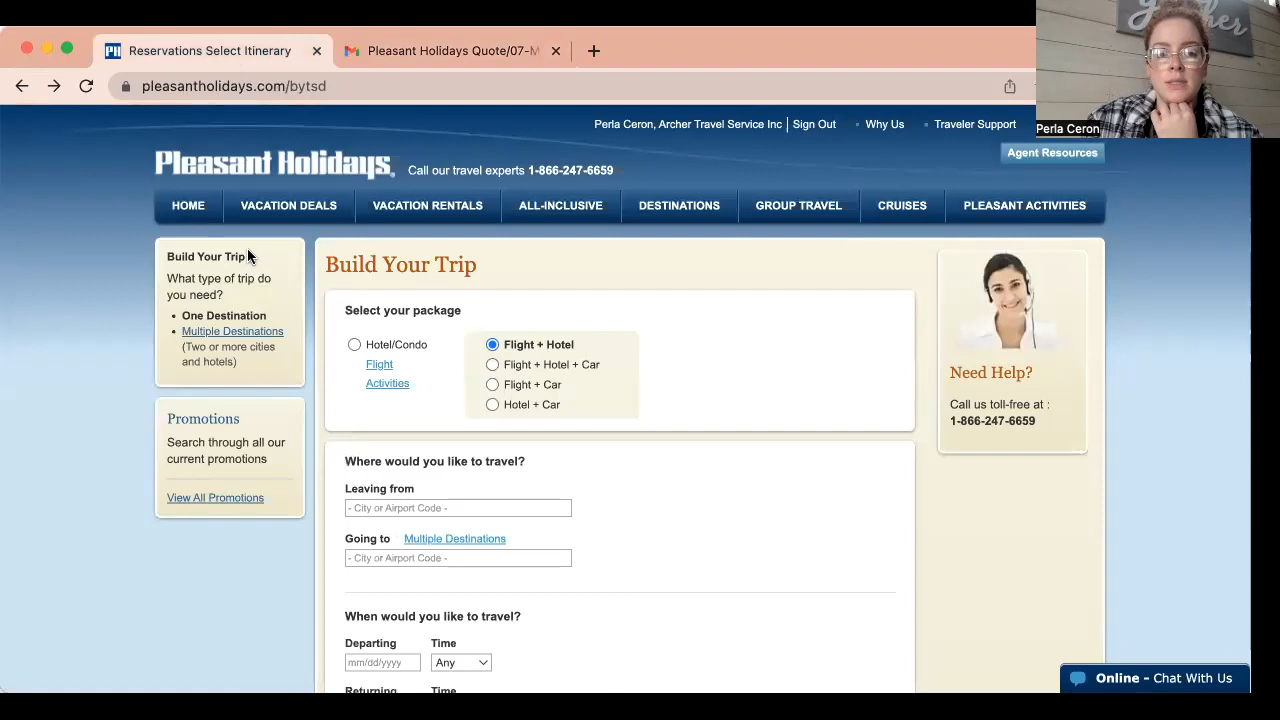 Reservations Select Itinerary
Pleasant Holidays Quote/07-M
pleasantholidays.com/bytsd
gather
Perla Ceron
Perla Ceron, Archer Travel Service Inc | Sign Out
Why Us
Traveler Support
Agent Resources
Pleasant Holidays.
Call our travel experts 1-866-247-6659
HOME
VACATION DEALS
VACATION RENTALS
ALL-INCLUSIVE
DESTINATIONS
GROUP TRAVEL
CRUISES
PLEASANT ACTIVITIES
Build Your Trip
What type of trip do
you need?
• One Destination
• Multiple Destinations
(Two or more cities
and hotels)
Promotions
Search through all our
current promotions
View All Promotions
Build Your Trip
Select your package
Hotel/Condo
Flight
Activities
Flight + Hotel
Flight + Hotel + Car
Flight + Car
Hotel + Car
Where would you like to travel?
Leaving from
- City or Airport Code -
Going to Multiple Destinations
- City or Airport Code -
When would you like to travel?
Departing Time
mm/dd/yyyy Any
Returning Time
Need Help?
Call us toll-free at :
1-866-247-6659
Online - Chat With Us